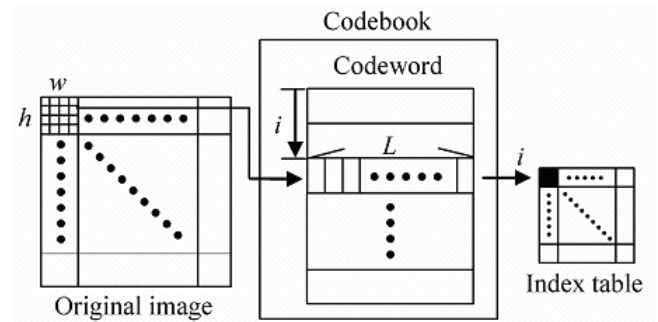 Codebook
Codeword
w
h
i
L
i
Original image
Index table